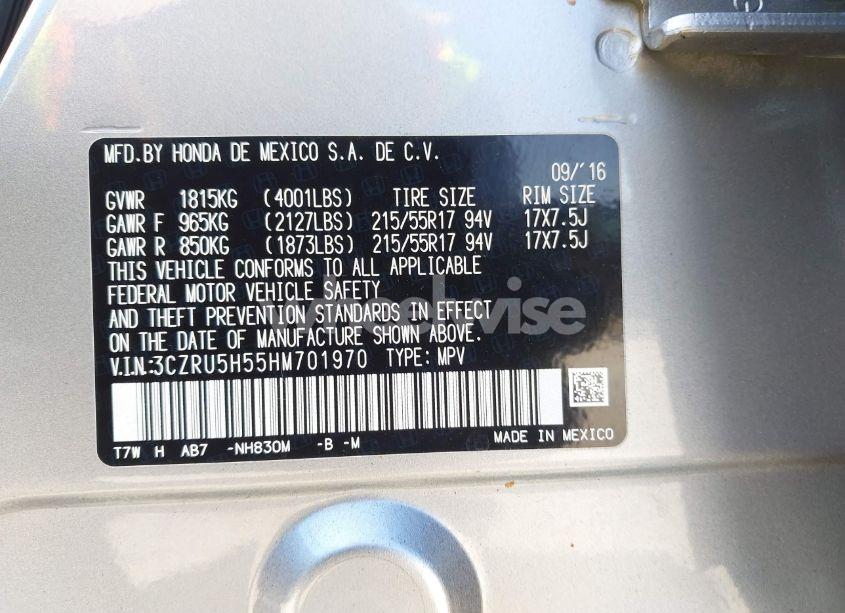 MFD.BY HONDA DE MEXICO S.A. DE C.V.
09/'16
GVWR 1815KG (4001LBS) TIRE SIZE RIM SIZE
GAWR F 965KG (2127LBS) 215/55R17 94V 17X7.5J
GAWR R 850KG (1873LBS) 215/55R17 94V 17X7.5J
THIS VEHICLE CONFORMS TO ALL APPLICABLE
FEDERAL MOTOR VEHICLE SAFETY
AND THEFT PREVENTION STANDARDS IN EFFECT
ON THE DATE OF MANUFACTURE SHOWN ABOVE.
V.I.N:3CZRU5H55HM701970 TYPE: MPV
T7W H AB7 -NH830M -B -M MADE IN MEXICO
wheelwise